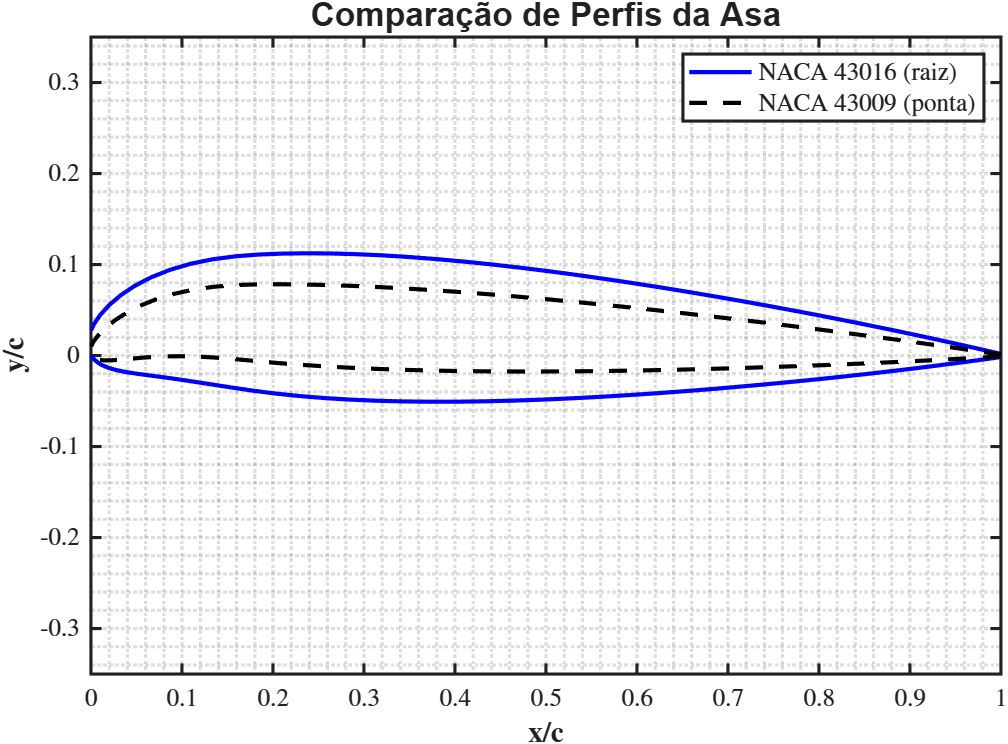 Comparação de Perfis da Asa
NACA 43016 (raiz)
NACA 43009 (ponta)
0.3
0.2
0.1
0
-0.1
-0.2
-0.3
y/c
0 0.1 0.2 0.3 0.4 0.5 0.6 0.7 0.8 0.9 1
x/c